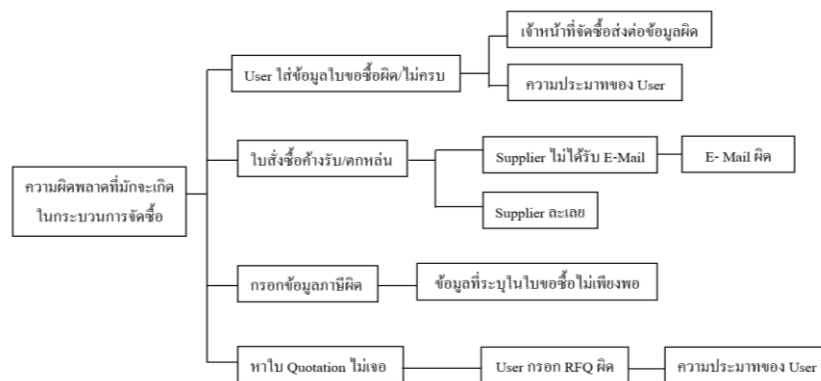 เจ้าหน้าที่จัดซื้อส่งต่อข้อมูลผิด
User ใส่ข้อมูลใบขอซื้อผิด/ไม่ครบ
ความประมาทของ User
ใบสั่งซื้อค้างรับ/ตกหล่น
Supplier ไม่ได้รับ E-Mail
E- Mail ผิด
ความผิดพลาดที่มักจะเกิด
ในกระบวนการจัดซื้อ
Supplier ละเลย
กรอกข้อมูลภาษีผิด
ข้อมูลที่ระบุในใบขอซื้อไม่เพียงพอ
หาใบ Quotation ไม่เจอ
User กรอก RFQ ผิด
ความประมาทของ User